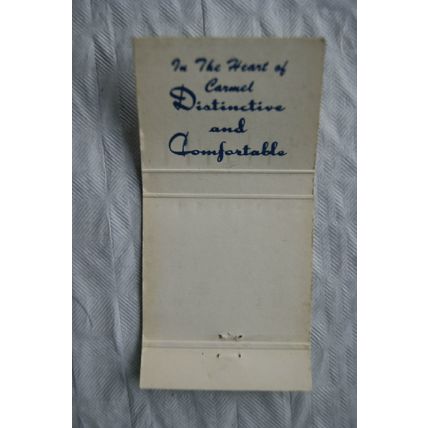 In The Heart of
Carmel
Distinctive
and
Comfortable